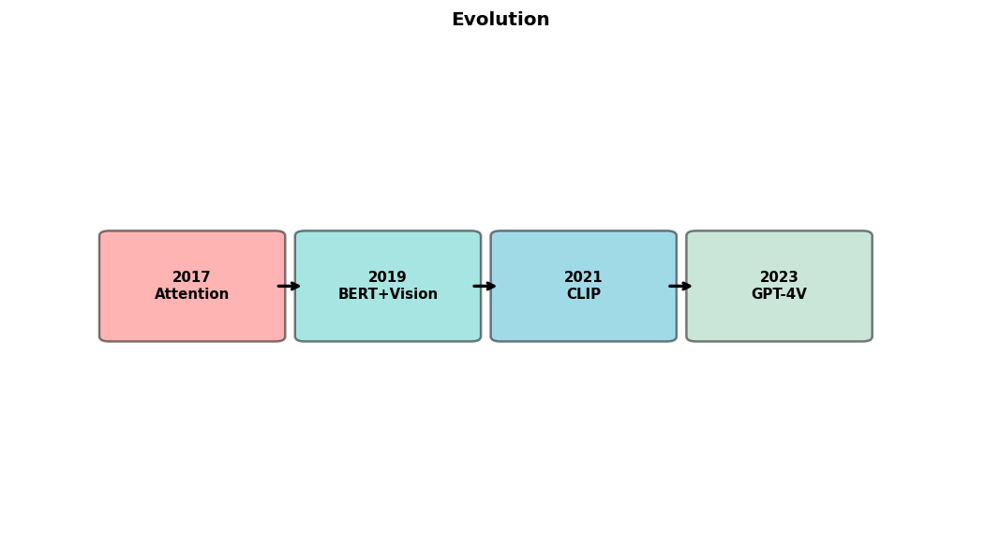 Evolution
2017
Attention
2019
BERT+Vision
2021
CLIP
2023
GPT-4V